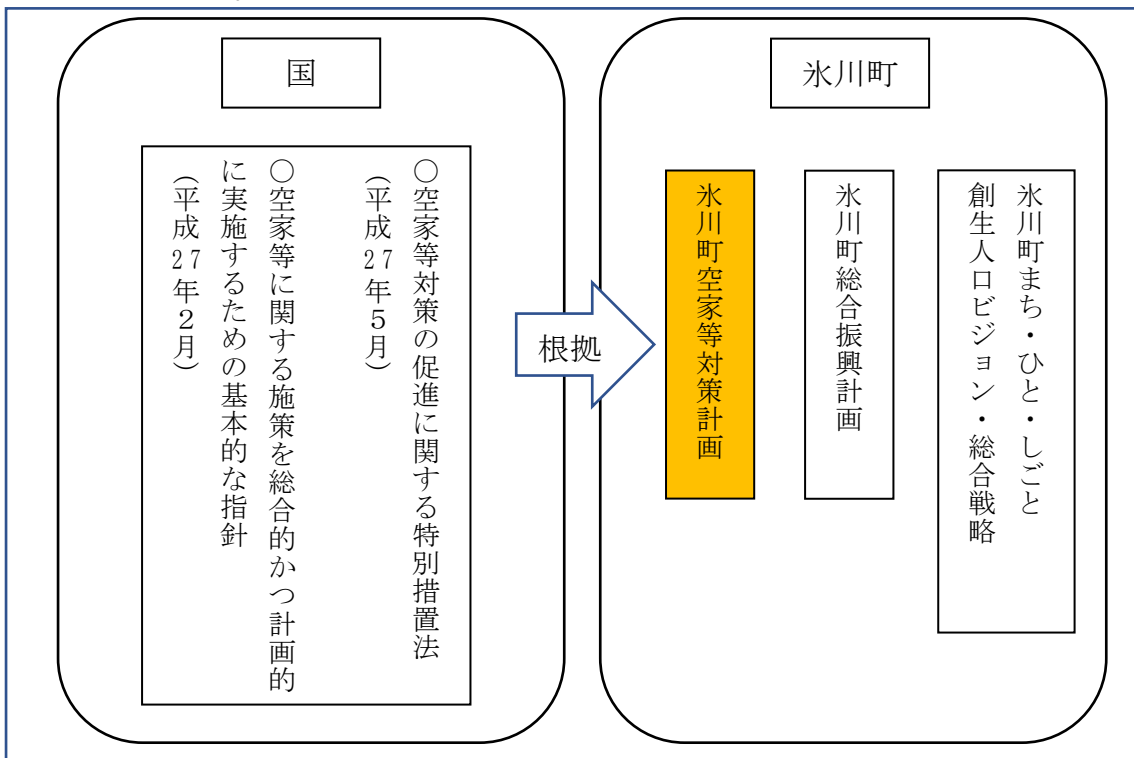 国
○空家等対策の促進に関する特別措置法
(平成27年5月)
○空家等に関する施策を総合的かつ計画的
に実施するための基本的な指針
(平成27年2月)
根拠
氷川町
氷川町まち・ひと・しごと
創生人ロビジョン・総合戦略
氷川町総合振興計画
氷川町空家等対策計画